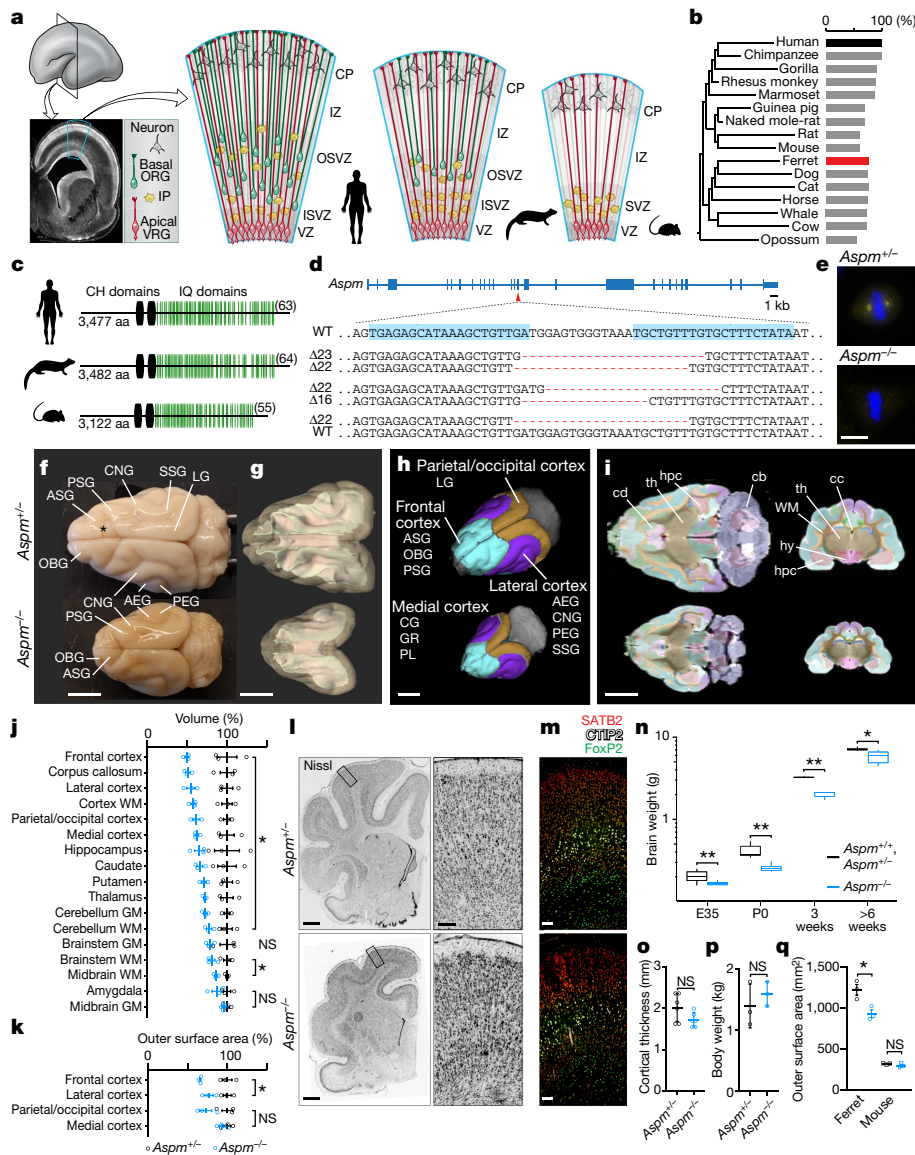 a
Neuron
Basal
ORG
IP
Apical
VRG
CP
IZ
OSVZ
ISVZ
VZ
CP
IZ
OSVZ
ISVZ
VZ
CP
IZ
SVZ
VZ
b
0 100 (%)
Human
Chimpanzee
Gorilla
Rhesus monkey
Marmoset
Guinea pig
Naked mole-rat
Rat
Mouse
Ferret
Dog
Cat
Horse
Whale
Cow
Opossum
c
CH domains IQ domains
(63)
3,477 aa
(64)
3,482 aa
(55)
3,122 aa
d
Aspm
1 kb
WT ..AGTGAGAGCATAAAGCTGTTGATGGAGTGGGTAAATGCTGTTTGTGCTTTCTATAAT..
Δ23 ..AGTGAGAGCATAAAGCTGTTG-----------------------TGCTTTCTATAAT..
Δ22 ..AGTGAGAGCATAAAGCTGTT----------------------TGTGCTTTCTATAAT..
Δ22 ..AGTGAGAGCATAAAGCTGTTGATG----------------------CTTTCTATAAT..
Δ16 ..AGTGAGAGCATAAAGCTGTTG----------------CTGTTTGTGCTTTCTATAAT..
Δ22 ..AGTGAGAGCATAAAGCTGTT----------------------TGTGCTTTCTATAAT..
WT ..AGTGAGAGCATAAAGCTGTTGATGGAGTGGGTAAATGCTGTTTGTGCTTTCTATAAT..
e
Aspm+/–
Aspm–/–
f
Aspm+/–
CNG
SSG
LG
PSG
ASG
*
OBG
Aspm–/–
CNG
AEG
PEG
PSG
OBG
ASG
g
h
Parietal/occipital cortex
LG
Frontal
cortex
ASG
OBG
PSG
Lateral cortex
AEG
CNG
PEG
SSG
Medial cortex
CG
GR
PL
i
cd
th
hpc
cb
th
cc
WM
hy
hpc
j
Volume (%)
0 100
Frontal cortex
Corpus callosum
Lateral cortex
Cortex WM
Parietal/occipital cortex
Medial cortex
Hippocampus
Caudate
Putamen
Thalamus
Cerebellum GM
Cerebellum WM
Brainstem GM
Brainstem WM
Midbrain WM
Amygdala
Midbrain GM
*
NS
*
NS
k
Outer surface area (%)
0 100
Frontal cortex
Lateral cortex
Parietal/occipital cortex
Medial cortex
*
NS
Aspm+/– Aspm–/–
l
Nissl
Aspm+/–
Aspm–/–
m
SATB2
CTIP2
FoxP2
n
Brain weight (g)
10
1
**
**
**
*
Aspm+/+,
Aspm+/–
Aspm–/–
E35 P0 3 weeks >6 weeks
o
Cortical thickness (mm)
3
2
1
0
NS
Aspm+/–
Aspm–/–
p
Body weight (kg)
2
1
0
NS
Aspm+/–
Aspm–/–
q
Outer surface area (mm2)
1,500
1,000
500
0
*
NS
Ferret
Mouse